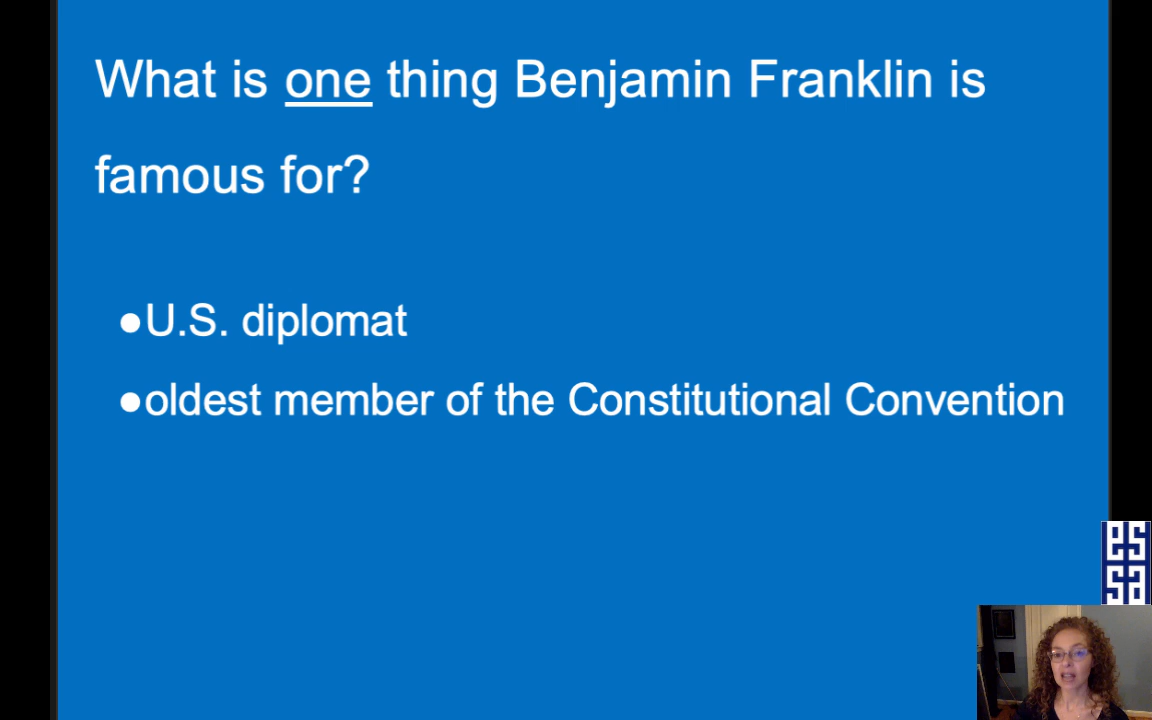 What is one thing Benjamin Franklin is
famous for?
●U.S. diplomat
●oldest member of the Constitutional Convention